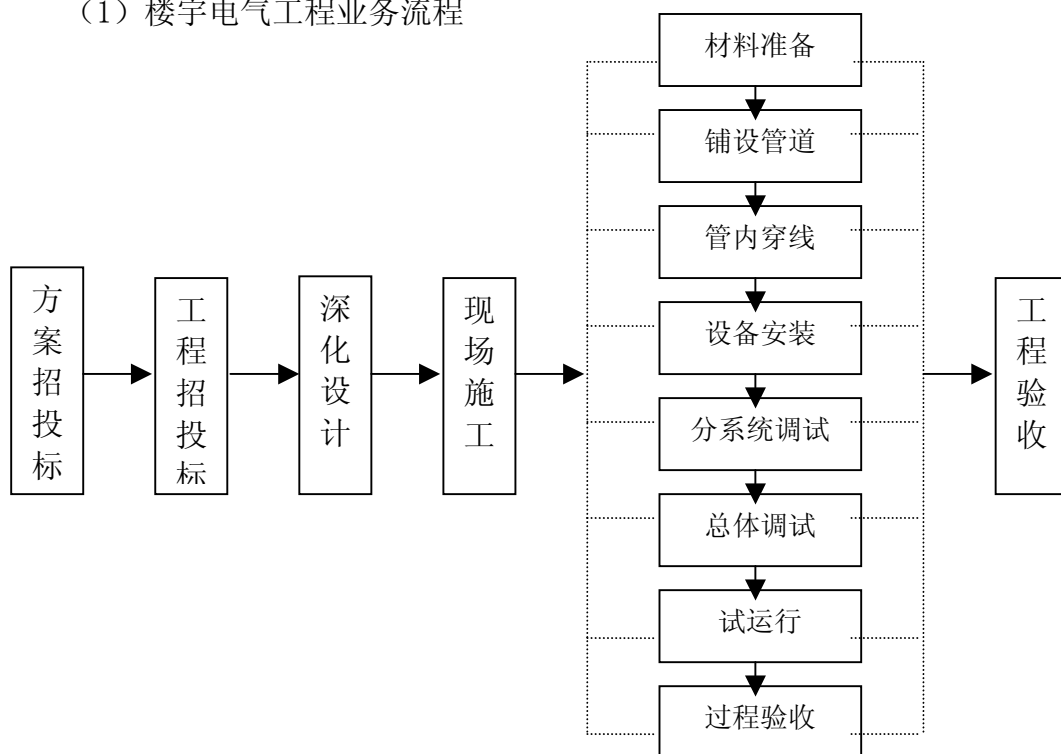 （1）楼宇电气工程业务流程
方案招投标
工程招投标
深化设计
现场施工
材料准备
铺设管道
管内穿线
设备安装
分系统调试
总体调试
试运行
过程验收
工程验收